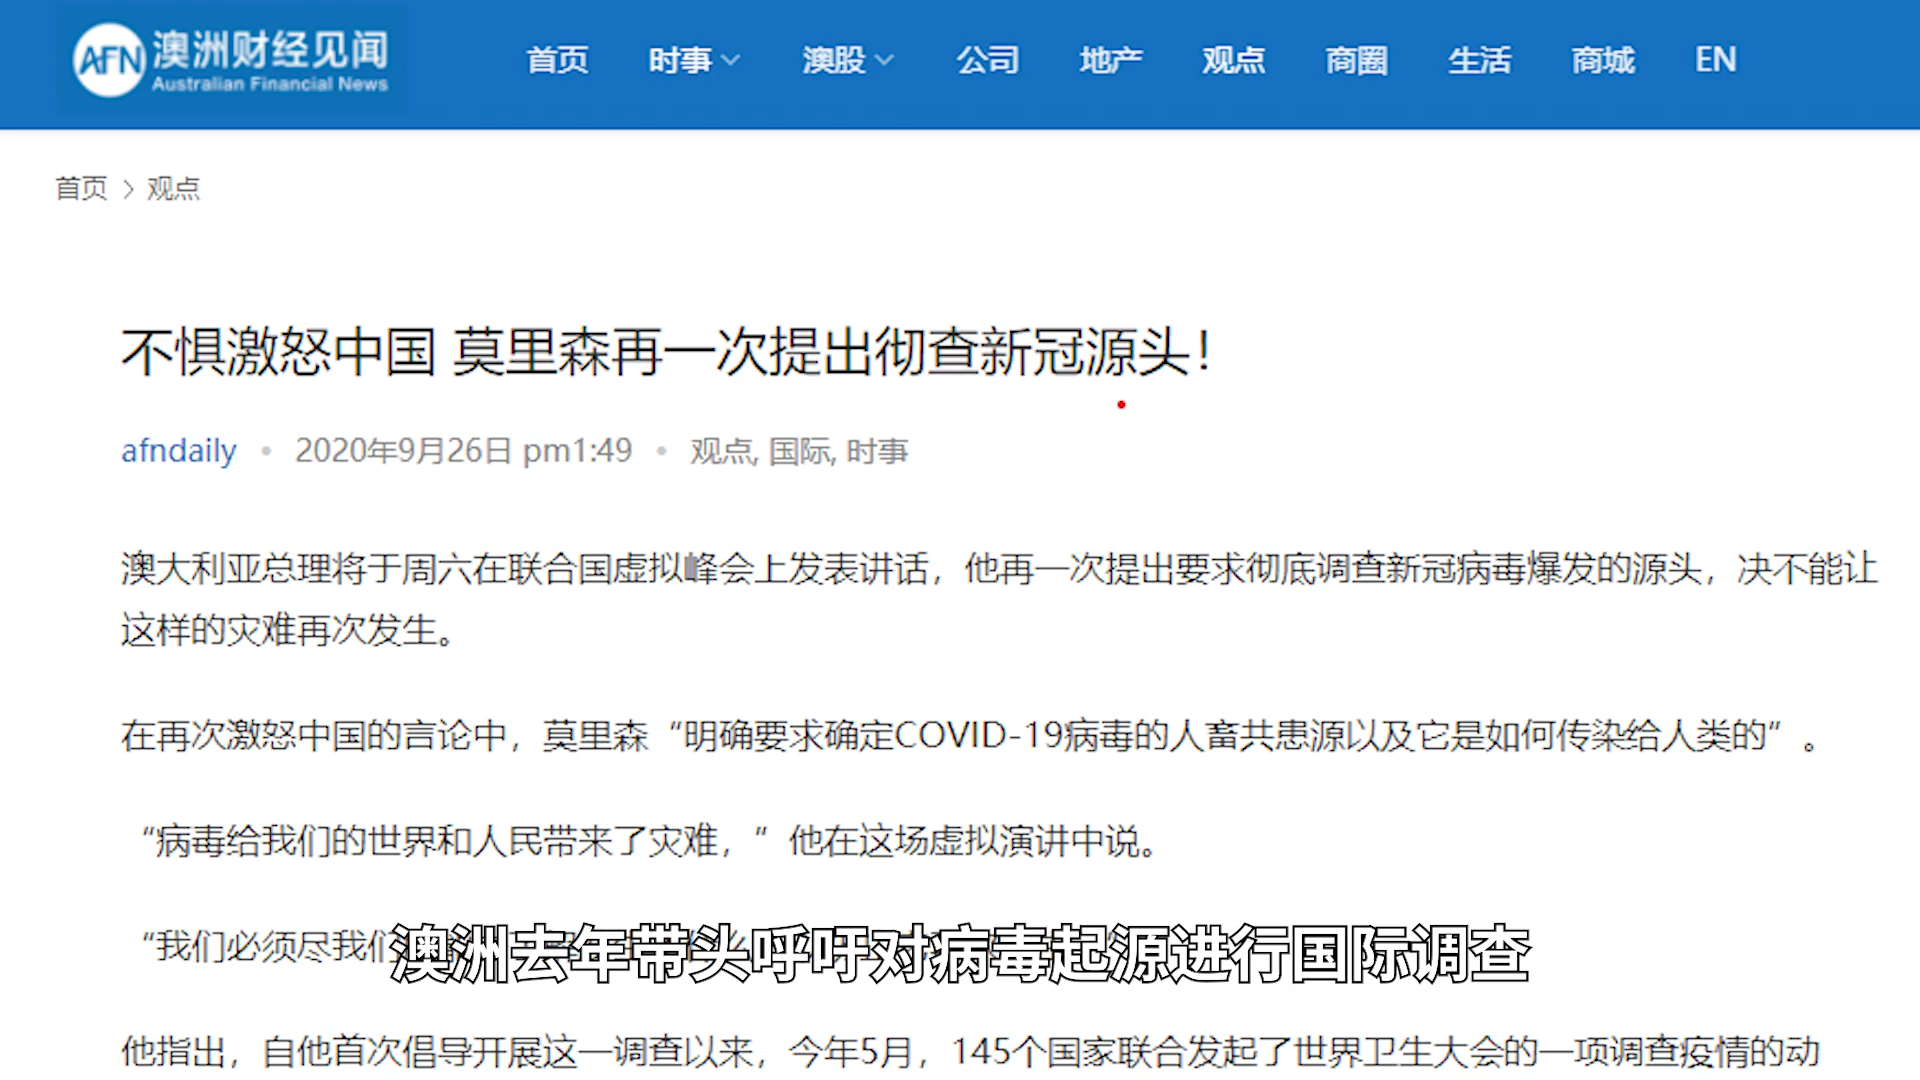 AFN 澳洲财经见闻
Australian Financial News
首页 时事 澳股 公司 地产 观点 商圈 生活 商城 EN
首页 > 观点
不惧激怒中国 莫里森再一次提出彻查新冠源头！
afndaily • 2020年9月26日 pm1:49 • 观点, 国际, 时事
澳大利亚总理将于周六在联合国虚拟峰会上发表讲话，他再一次提出要求彻底调查新冠病毒爆发的源头，决不能让
这样的灾难再次发生。
在再次激怒中国的言论中，莫里森“明确要求确定COVID-19病毒的人畜共患源以及它是如何传染给人类的”。
“病毒给我们的世界和人民带来了灾难，”他在这场虚拟演讲中说。
“我们必须尽我们
澳洲去年带头呼吁对病毒起源进行国际调查
他指出，自他首次倡导开展这一调查以来，今年5月，145个国家联合发起了世界卫生大会的一项调查疫情的动